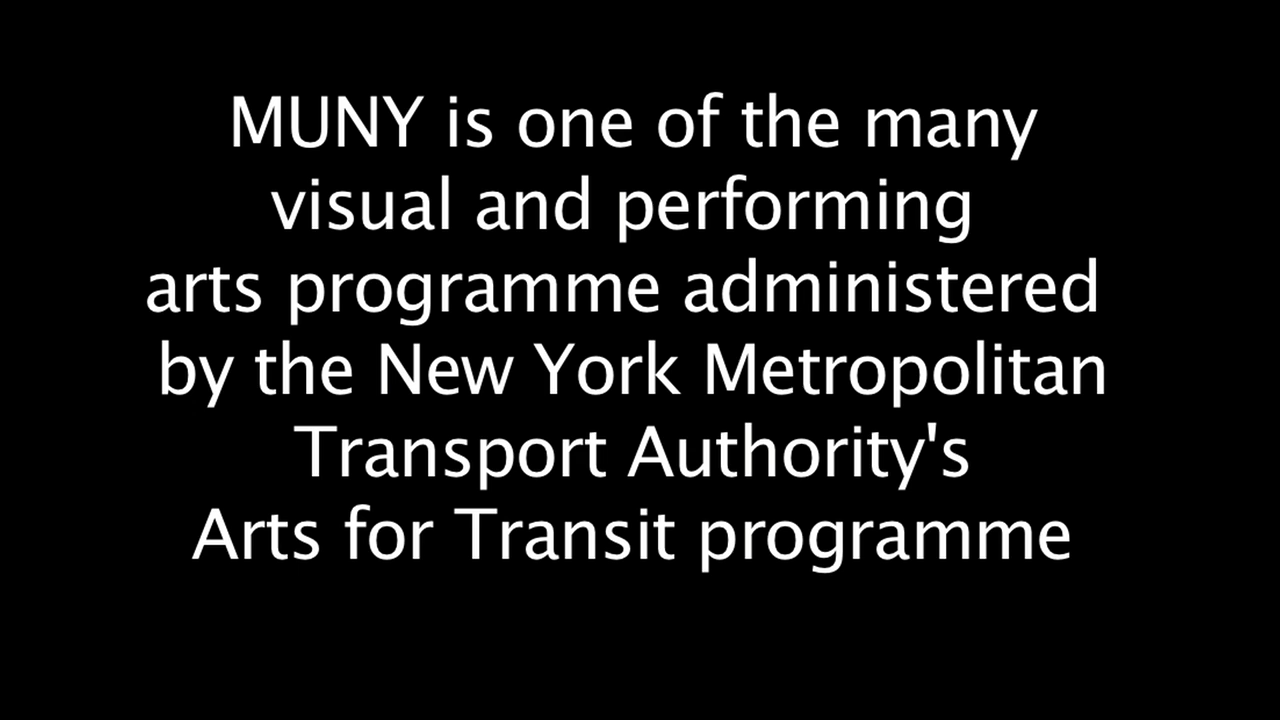 MUNY is one of the many
visual and performing
arts programme administered
by the New York Metropolitan
Transport Authority's
Arts for Transit programme